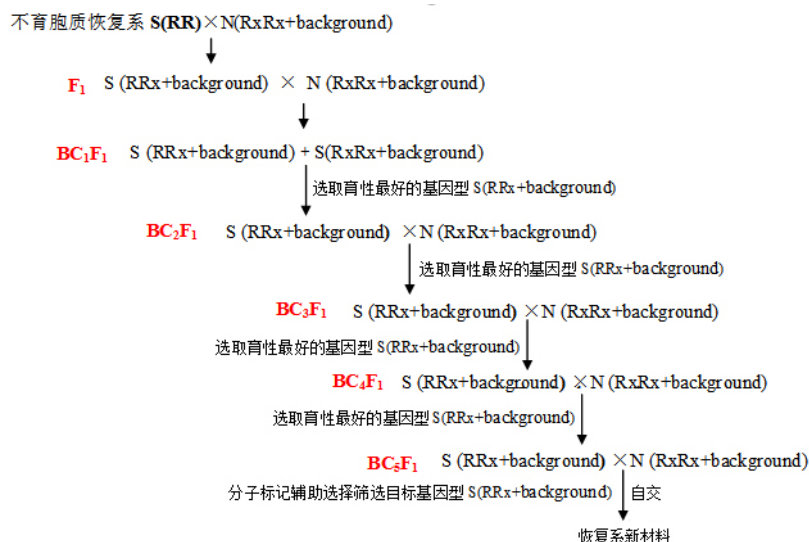 不育胞质恢复系 S(RR)×N(RxRx+background)
F1 S (RRx+background) × N (RxRx+background)
BC1F1 S (RRx+background) + S(RxRx+background)
选取育性最好的基因型 S(RRx+background)
BC2F1 S (RRx+background) ×N (RxRx+background)
选取育性最好的基因型 S(RRx+background)
BC3F1 S (RRx+background) ×N (RxRx+background)
选取育性最好的基因型 S(RRx+background)
BC4F1 S (RRx+background) ×N (RxRx+background)
选取育性最好的基因型 S(RRx+background)
BC5F1 S (RRx+background) ×N (RxRx+background)
分子标记辅助选择筛选目标基因型 S(RRx+background) 自交
恢复系新材料